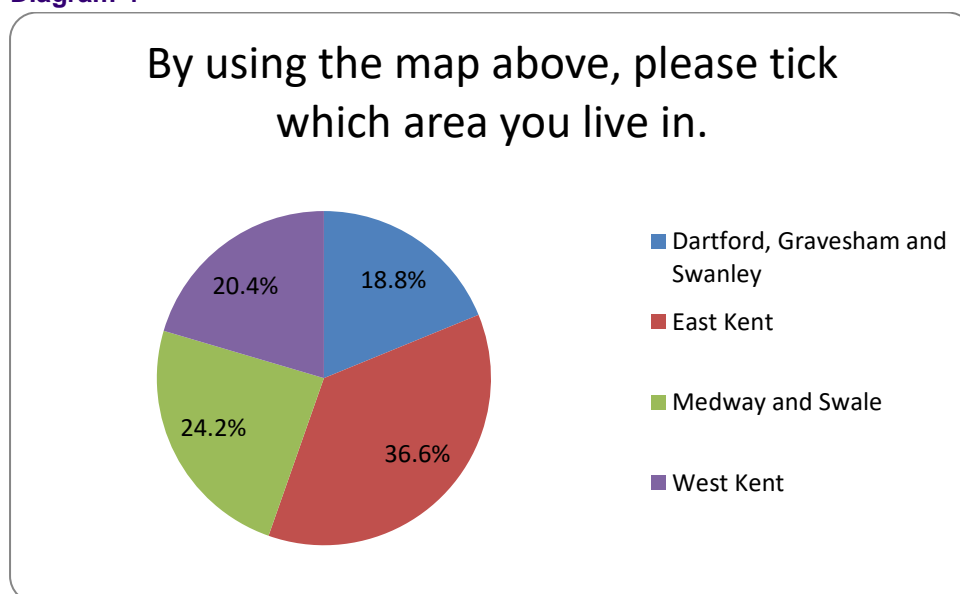 By using the map above, please tick
which area you live in.
18.8%
20.4%
24.2%
36.6%
Dartford, Gravesham and
Swanley
East Kent
Medway and Swale
West Kent